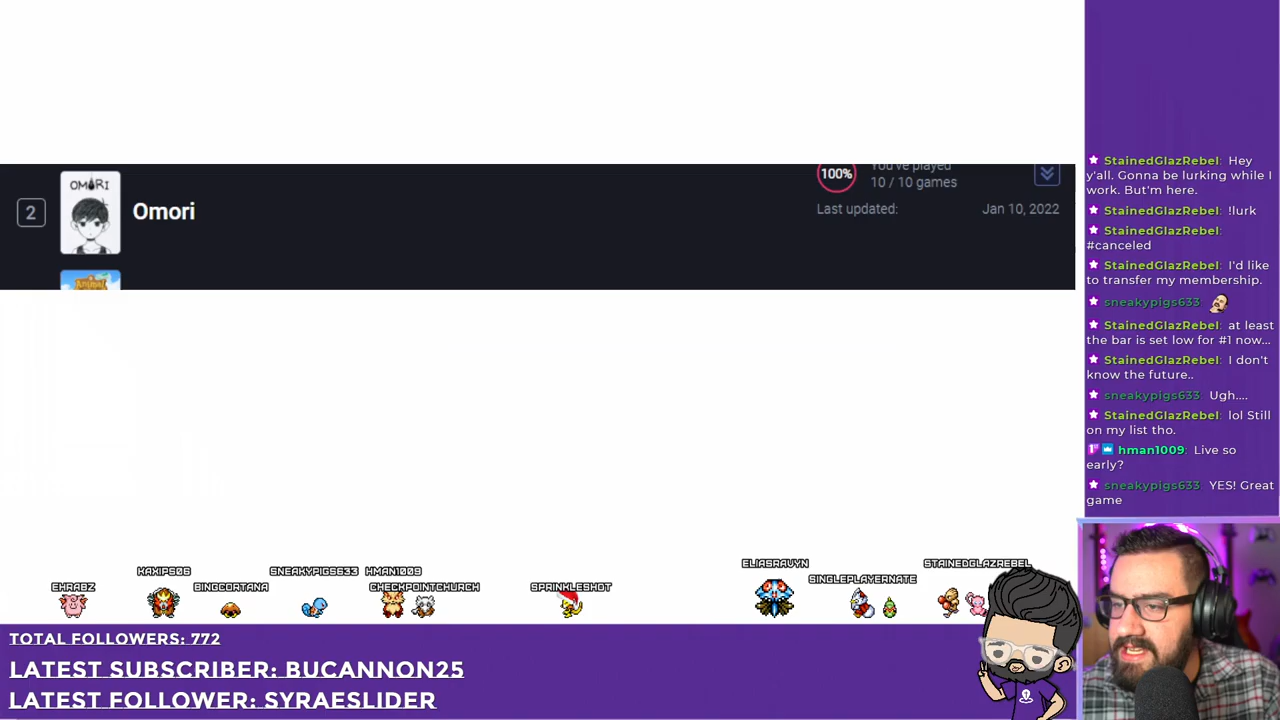 OMORI
2
Omori
100%
You've played
10 / 10 games
Last updated:
Jan 10, 2022
StainedGlazRebel: Hey
y'all. Gonna be lurking while I
work. But'm here.
StainedGlazRebel: !lurk
StainedGlazRebel:
#canceled
StainedGlazRebel: I'd like
to transfer my membership.
sneakypigs633
StainedGlazRebel: at least
the bar is set low for #1 now...
StainedGlazRebel: I don't
know the future..
sneakypigs633: Ugh....
StainedGlazRebel: lol Still
on my list tho.
hman1009: Live so
early?
sneakypigs633: YES! Great
game
EHRABZ
KAXIPS06
BINGCORTANA
SNEAKYPIGS633
HMAN1009
CHECKPOINTCHURCH
SPRINKLESHOT
ELIASRAVYN
SINGLEPLAYERNATE
STAINEDGLAZREBEL
TOTAL FOLLOWERS: 772
LATEST SUBSCRIBER: BUCANNON25
LATEST FOLLOWER: SYRAESLIDER